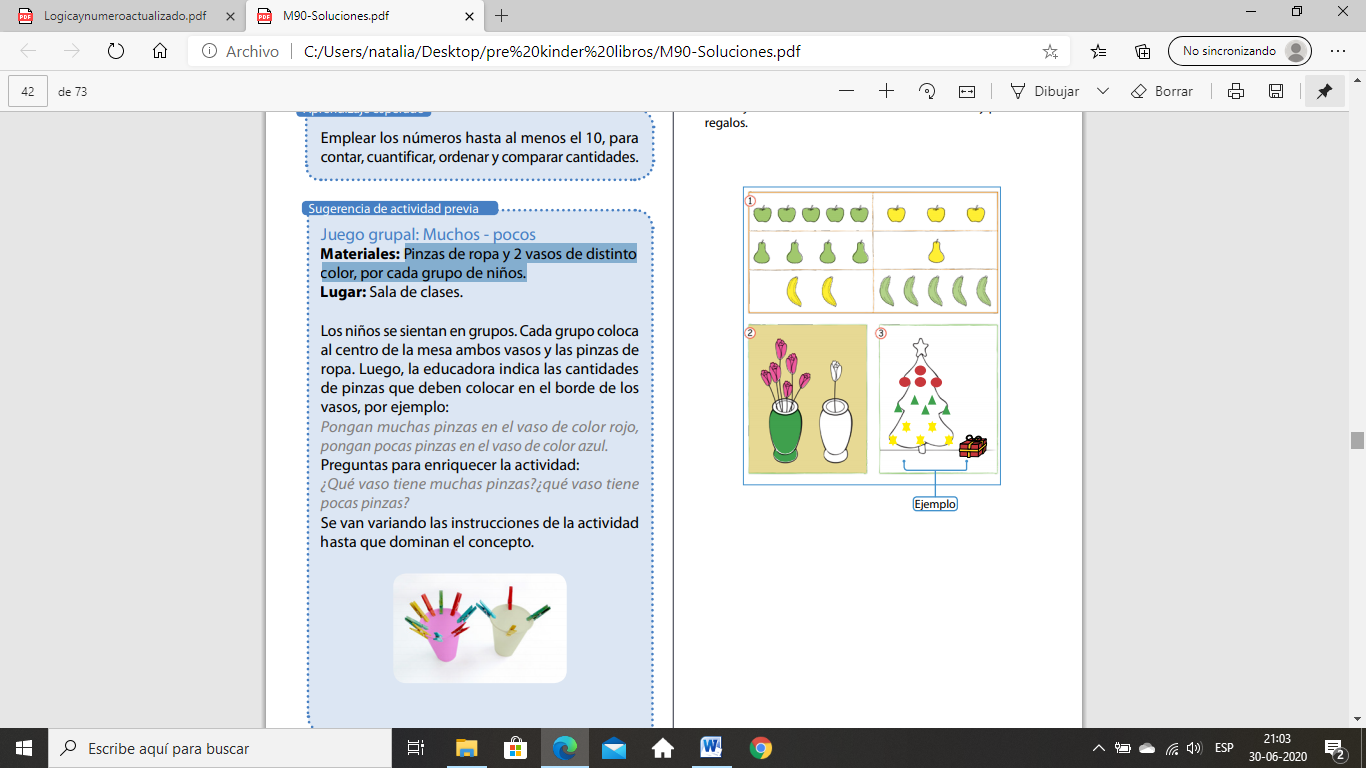 Logicaynumeroactualizado.pdf
M90-Soluciones.pdf
Archivo
C:/Users/natalia/Desktop/pre%20kinder%20libros/M90-Soluciones.pdf
No sincronizando
42
de 73
Dibujar
Borrar
Emplear los números hasta al menos el 10, para
contar, cuantificar, ordenar y comparar cantidades.
Sugerencia de actividad previa
Juego grupal: Muchos - pocos
Materiales: Pinzas de ropa y 2 vasos de distinto
color, por cada grupo de niños.
Lugar: Sala de clases.
Los niños se sientan en grupos. Cada grupo coloca
al centro de la mesa ambos vasos y las pinzas de
ropa. Luego, la educadora indica las cantidades
de pinzas que deben colocar en el borde de los
vasos, por ejemplo:
Pongan muchas pinzas en el vaso de color rojo,
pongan pocas pinzas en el vaso de color azul.
Preguntas para enriquecer la actividad:
¿Qué vaso tiene muchas pinzas?¿qué vaso tiene
pocas pinzas?
Se van variando las instrucciones de la actividad
hasta que dominan el concepto.
regalos.
1
2
3
Ejemplo
Escribe aquí para buscar
ESP
21:03
30-06-2020
2